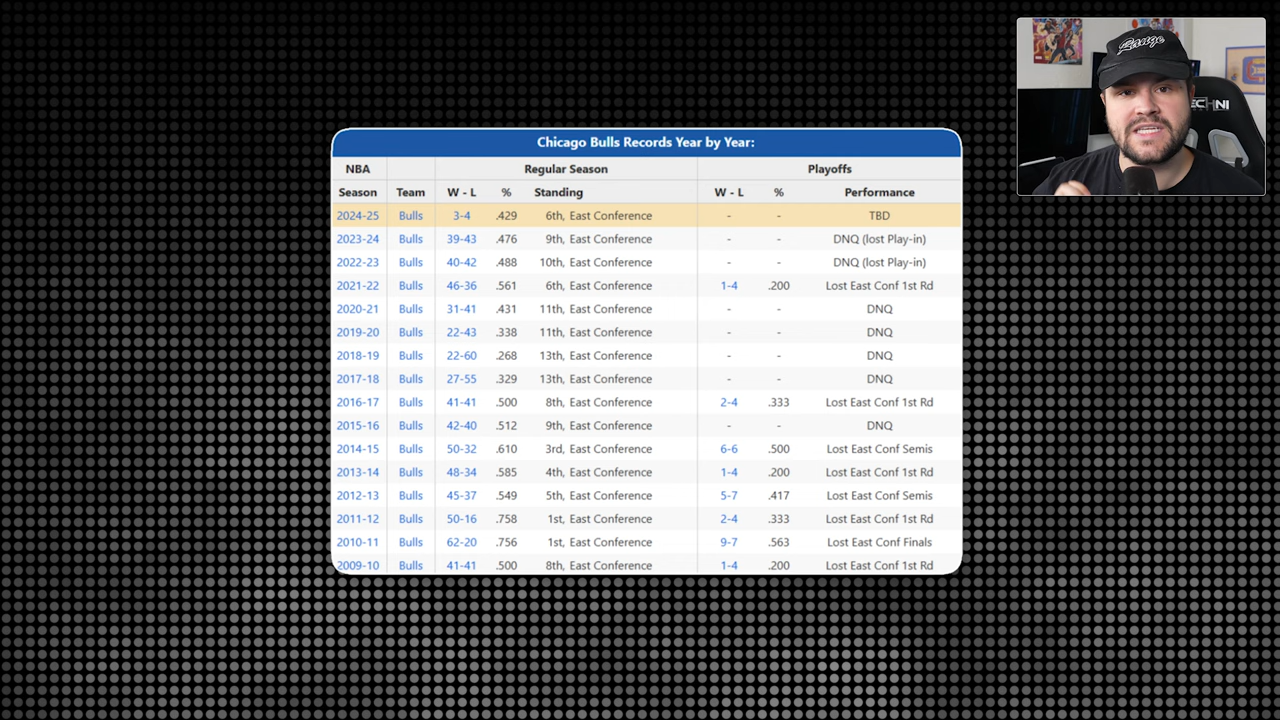 Lange
TECHNI
Chicago Bulls Records Year by Year:
NBA Regular Season Playoffs
Season Team W - L % Standing W - L % Performance
2024-25 Bulls 3-4 .429 6th, East Conference - - TBD
2023-24 Bulls 39-43 .476 9th, East Conference - - DNQ (lost Play-in)
2022-23 Bulls 40-42 .488 10th, East Conference - - DNQ (lost Play-in)
2021-22 Bulls 46-36 .561 6th, East Conference 1-4 .200 Lost East Conf 1st Rd
2020-21 Bulls 31-41 .431 11th, East Conference - - DNQ
2019-20 Bulls 22-43 .338 11th, East Conference - - DNQ
2018-19 Bulls 22-60 .268 13th, East Conference - - DNQ
2017-18 Bulls 27-55 .329 13th, East Conference - - DNQ
2016-17 Bulls 41-41 .500 8th, East Conference 2-4 .333 Lost East Conf 1st Rd
2015-16 Bulls 42-40 .512 9th, East Conference - - DNQ
2014-15 Bulls 50-32 .610 3rd, East Conference 6-6 .500 Lost East Conf Semis
2013-14 Bulls 48-34 .585 4th, East Conference 1-4 .200 Lost East Conf 1st Rd
2012-13 Bulls 45-37 .549 5th, East Conference 5-7 .417 Lost East Conf Semis
2011-12 Bulls 50-16 .758 1st, East Conference 2-4 .333 Lost East Conf 1st Rd
2010-11 Bulls 62-20 .756 1st, East Conference 9-7 .563 Lost East Conf Finals
2009-10 Bulls 41-41 .500 8th, East Conference 1-4 .200 Lost East Conf 1st Rd